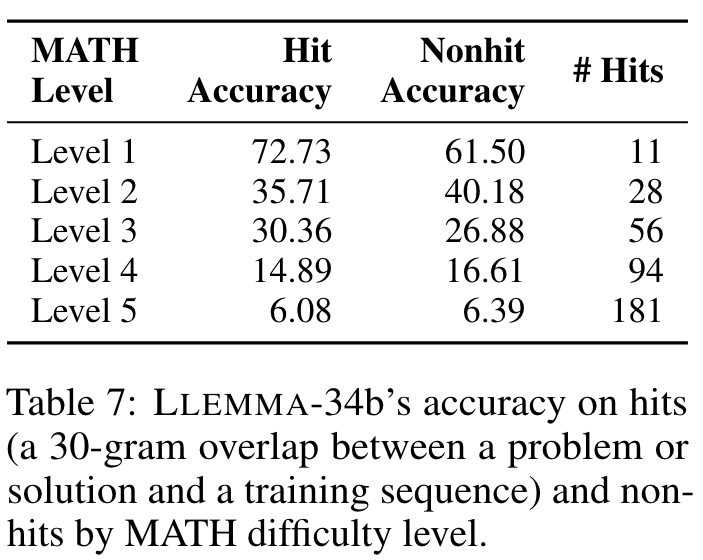 MATH Level Hit Accuracy Nonhit Accuracy # Hits
Level 1 72.73 61.50 11
Level 2 35.71 40.18 28
Level 3 30.36 26.88 56
Level 4 14.89 16.61 94
Level 5 6.08 6.39 181
Table 7: LLEMMA-34b's accuracy on hits
(a 30-gram overlap between a problem or
solution and a training sequence) and non-
hits by MATH difficulty level.